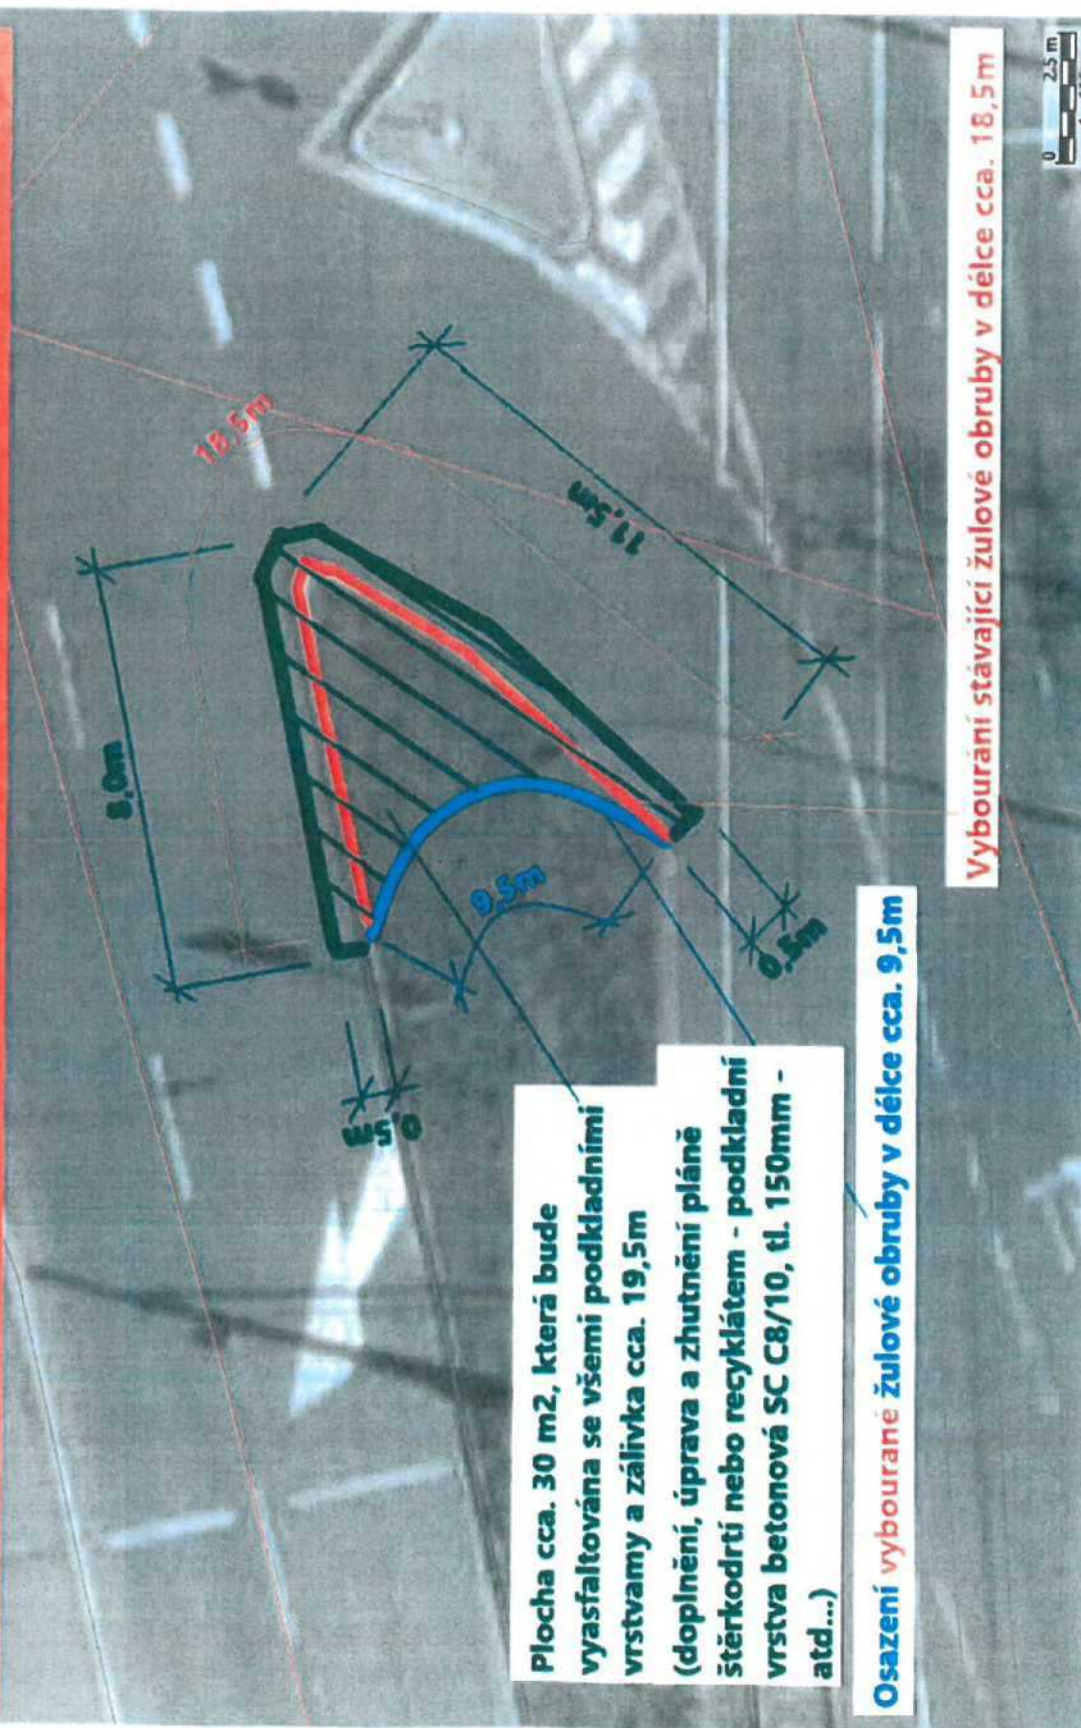 18,5m
8,0m
11,5m
9,5m
0,5m
0,5m
Plocha cca. 30 m2, která bude
vyasfaltována se všemi podkladními
vrstvamy a zálivka cca. 19,5m
(doplnění, úprava a zhutnění pláně
štěrkodrtí nebo recyklátem - podkladní
vrstva betonová SC C8/10, tl. 150mm -
atd...)
Osazení vybourané žulové obruby v délce cca. 9,5m
Vybourání stávající žulové obruby v délce cca. 18,5m
0 2,5 m